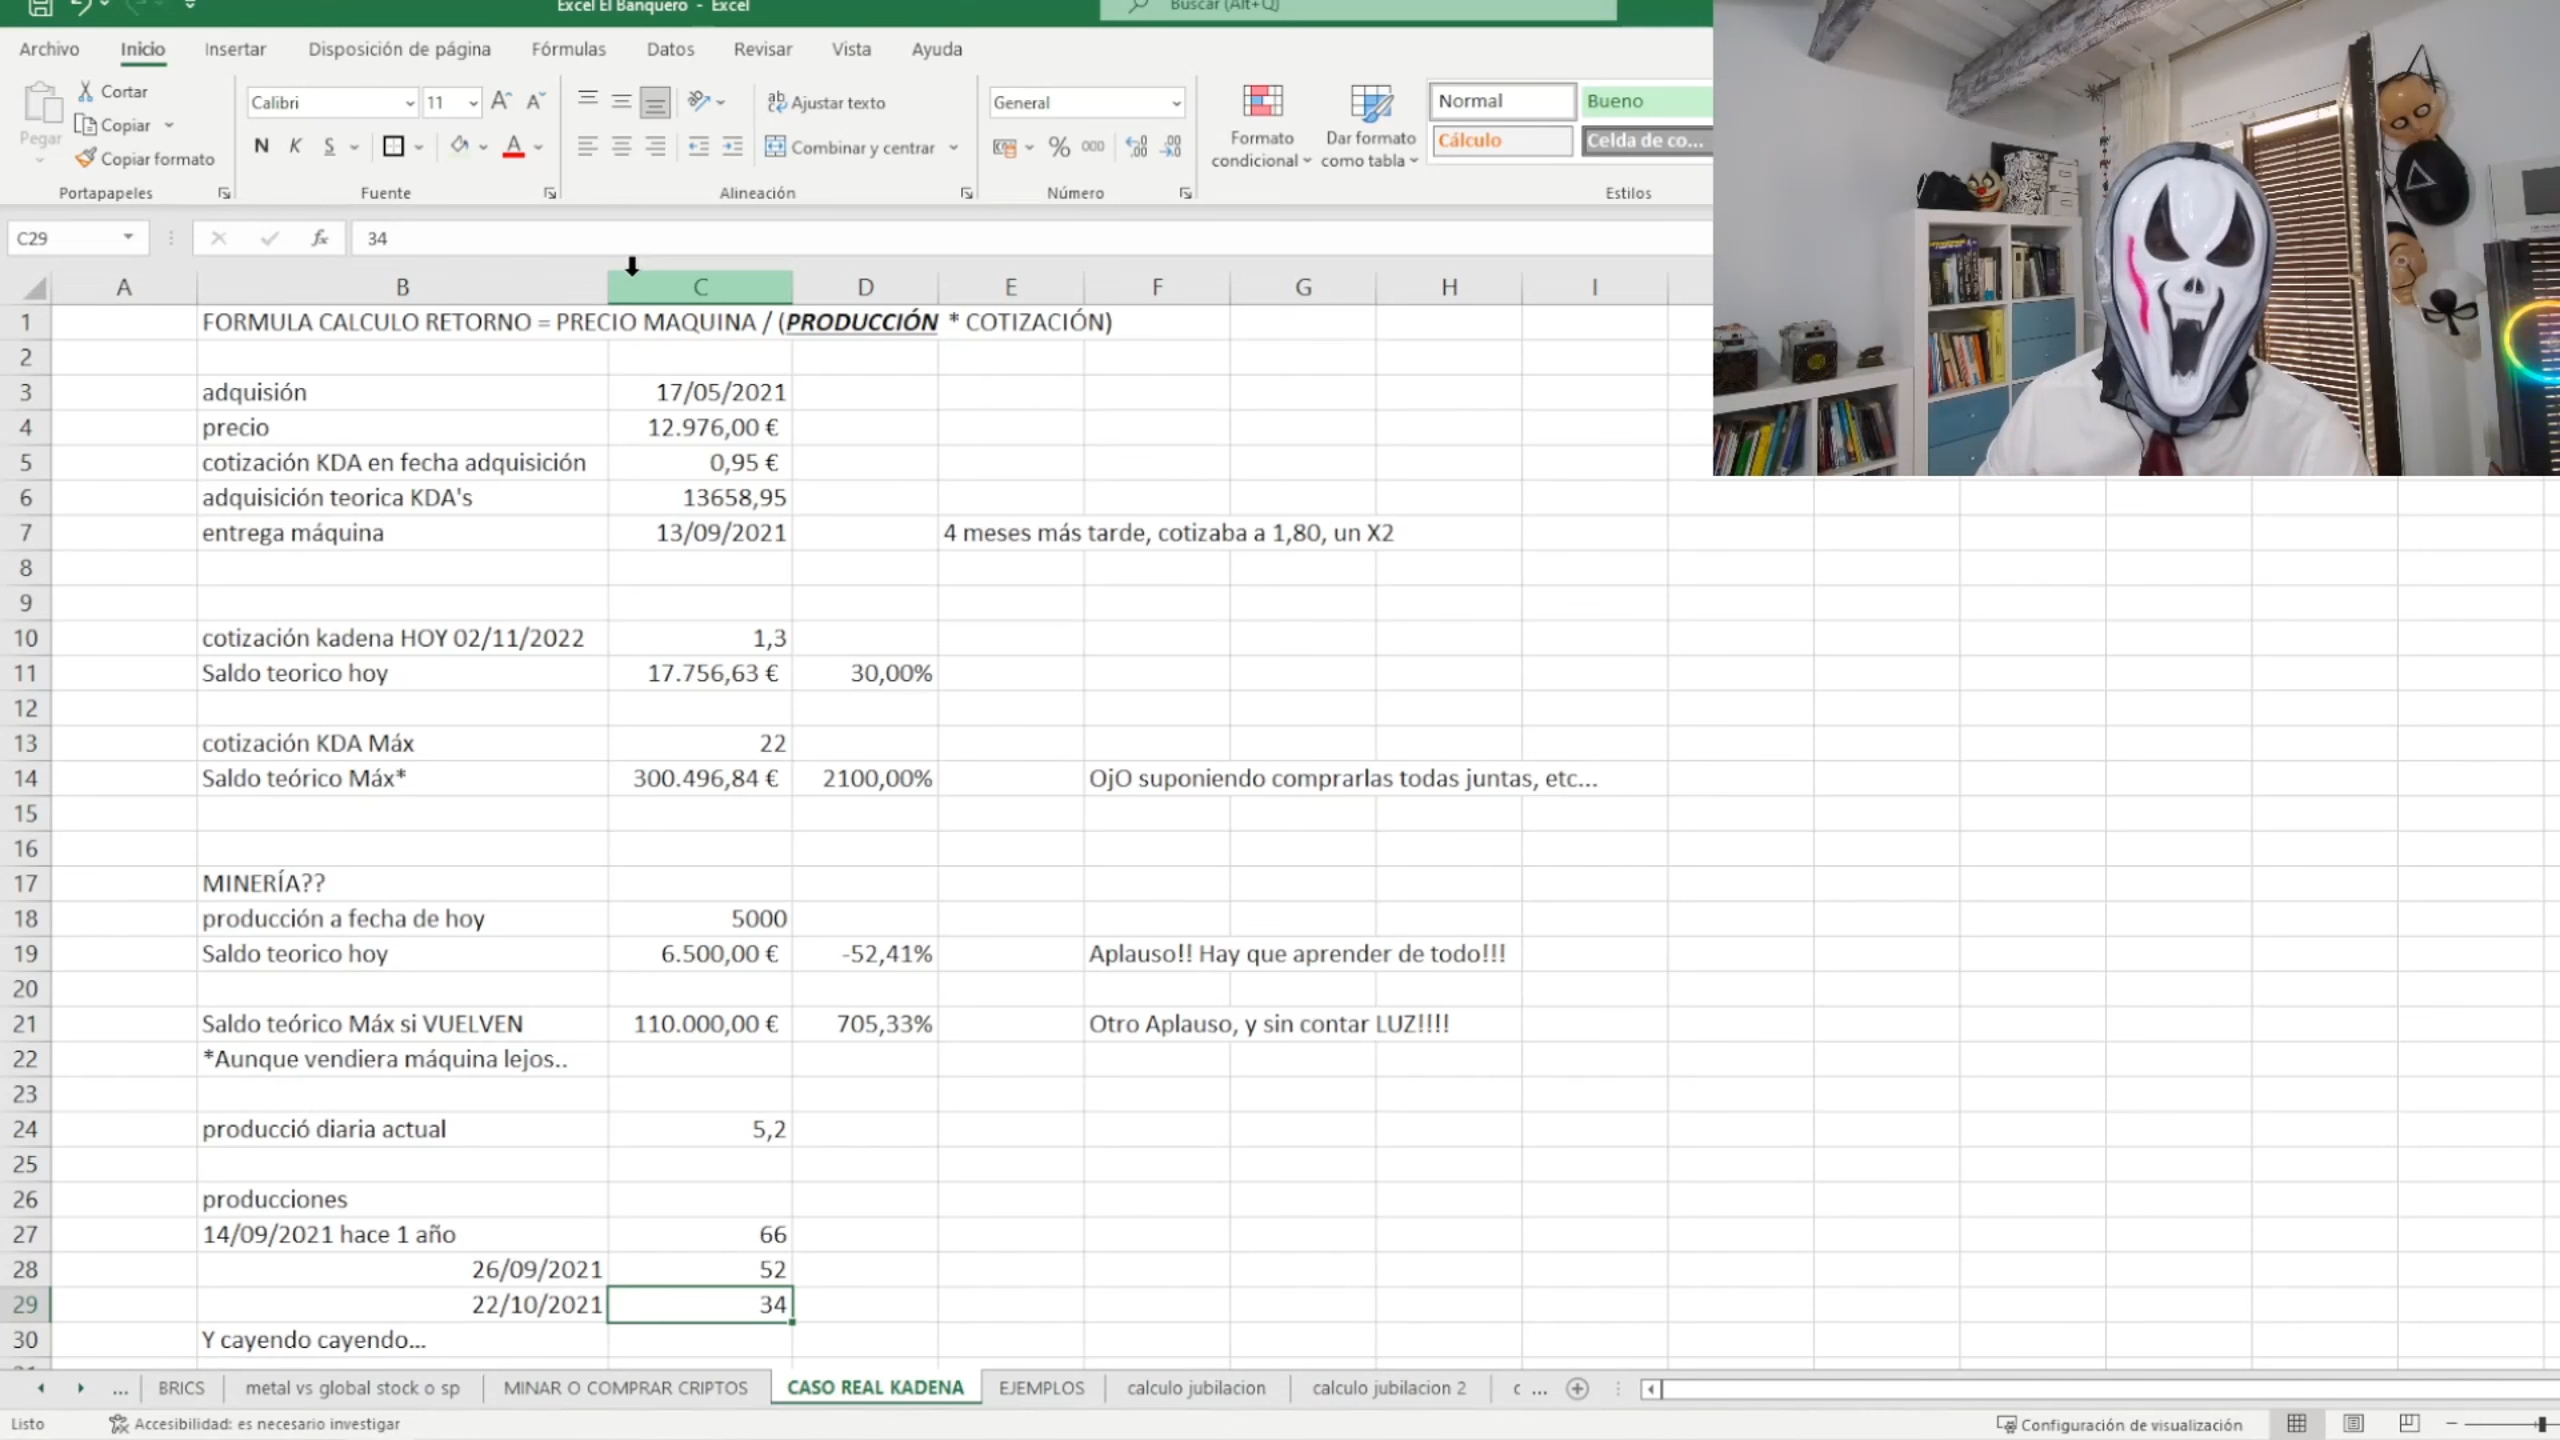 Excel El Banquero - Excel
Buscar (Alt+Q)
Archivo Inicio Insertar Disposición de página Fórmulas Datos Revisar Vista Ayuda
Pegar
Cortar
Copiar
Copiar formato
Portapapeles
Calibri 11
N K S
Fuente
Ajustar texto
Combinar y centrar
Alineación
General
% 000
Número
Formato condicional
Dar formato como tabla
Normal Bueno
Cálculo Celda de co...
Estilos
C29 fx 34
A B C D E F G H I
1 FORMULA CALCULO RETORNO = PRECIO MAQUINA / (PRODUCCIÓN * COTIZACIÓN)
2
3 adquisión 17/05/2021
4 precio 12.976,00 €
5 cotización KDA en fecha adquisición 0,95 €
6 adquisición teorica KDA's 13658,95
7 entrega máquina 13/09/2021 4 meses más tarde, cotizaba a 1,80, un X2
8
9
10 cotización kadena HOY 02/11/2022 1,3
11 Saldo teorico hoy 17.756,63 € 30,00%
12
13 cotización KDA Máx 22
14 Saldo teórico Máx* 300.496,84 € 2100,00% OjO suponiendo comprarlas todas juntas, etc...
15
16
17 MINERÍA??
18 producción a fecha de hoy 5000
19 Saldo teorico hoy 6.500,00 € -52,41% Aplauso!! Hay que aprender de todo!!!
20
21 Saldo teórico Máx si VUELVEN 110.000,00 € 705,33% Otro Aplauso, y sin contar LUZ!!!!
22 *Aunque vendiera máquina lejos..
23
24 producció diaria actual 5,2
25
26 producciones
27 14/09/2021 hace 1 año 66
28 26/09/2021 52
29 22/10/2021 34
30 Y cayendo cayendo...
... BRICS metal vs global stock o sp MINAR O COMPRAR CRIPTOS CASO REAL KADENA EJEMPLOS calculo jubilacion calculo jubilacion 2 c ...
Listo Accesibilidad: es necesario investigar Configuración de visualización